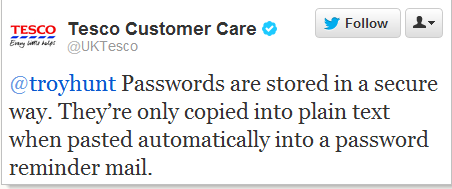 TESCO
Every little helps
Tesco Customer Care
@UKTesco
Follow
@troyhunt Passwords are stored in a secure
way. They’re only copied into plain text
when pasted automatically into a password
reminder mail.